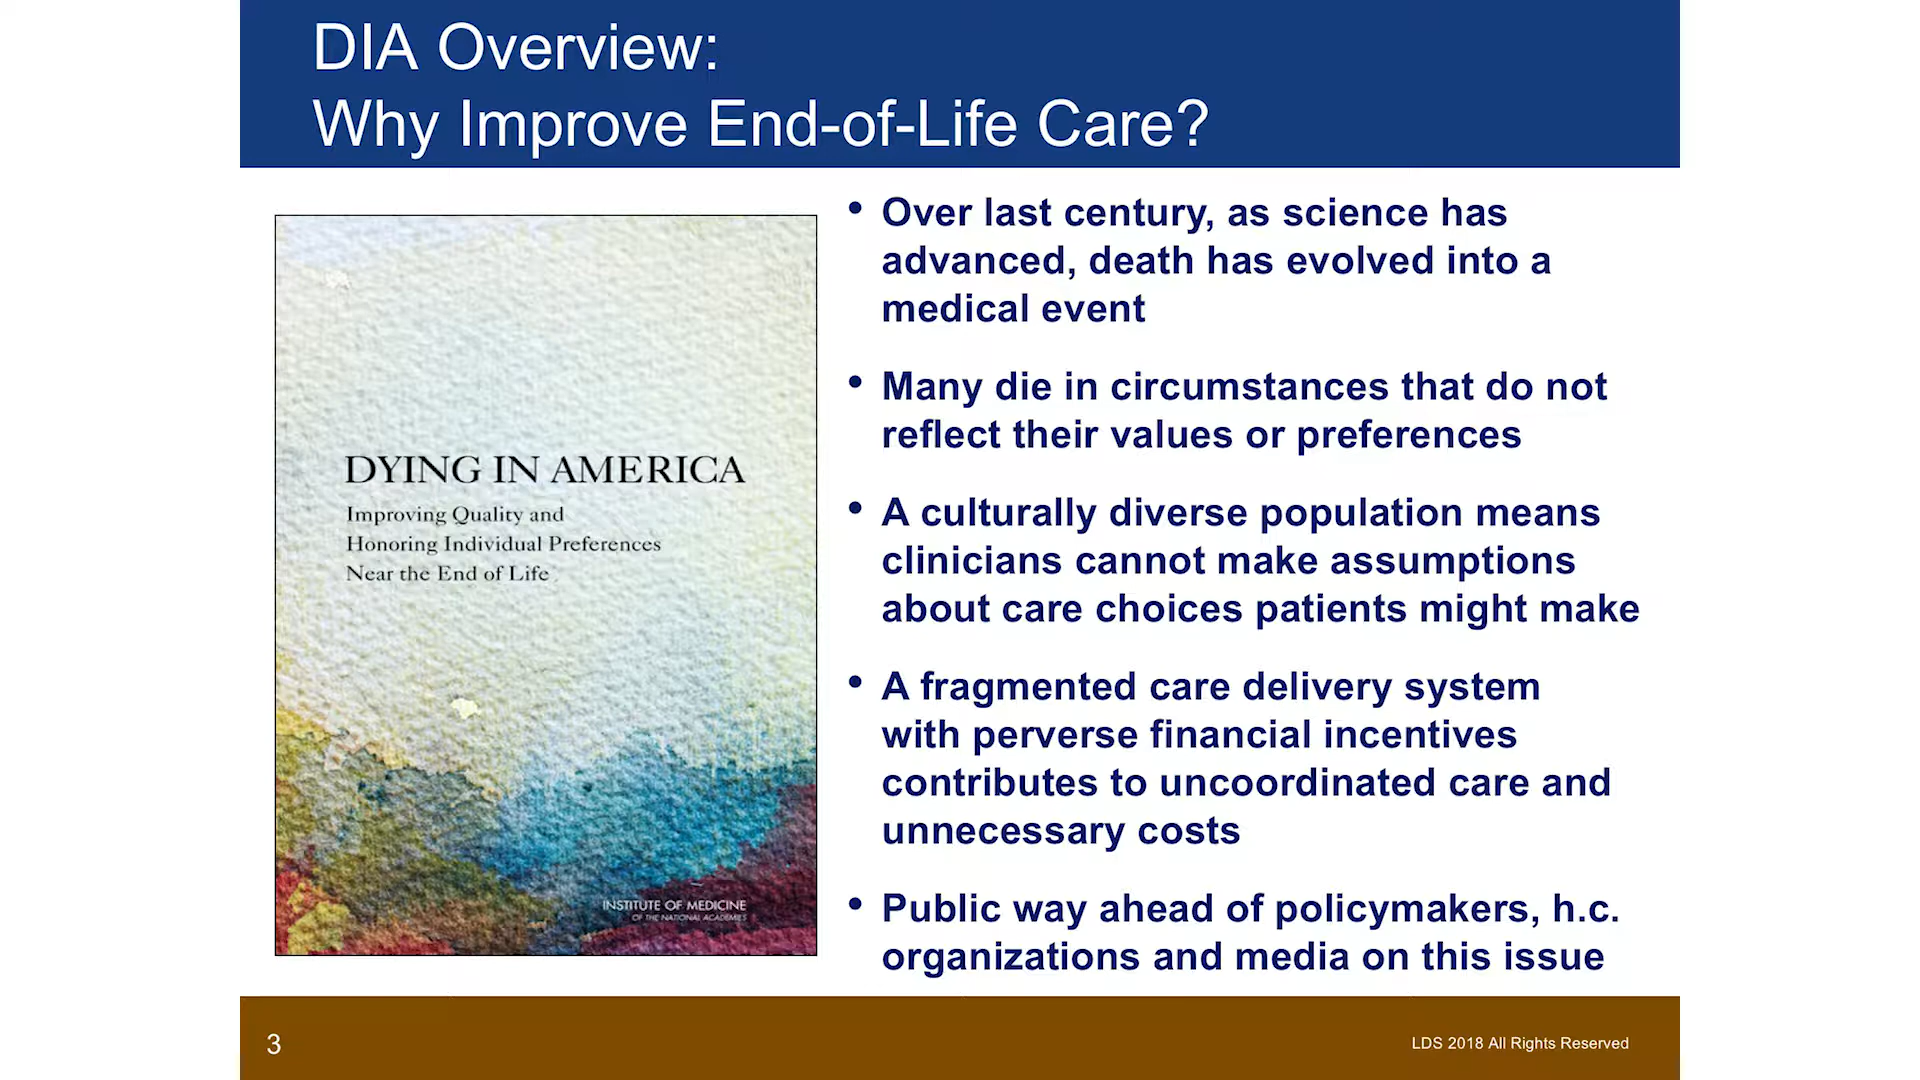 DIA Overview:
Why Improve End-of-Life Care?
DYING IN AMERICA
Improving Quality and
Honoring Individual Preferences
Near the End of Life
INSTITUTE OF MEDICINE
OF THE NATIONAL ACADEMIES
• Over last century, as science has
advanced, death has evolved into a
medical event
• Many die in circumstances that do not
reflect their values or preferences
• A culturally diverse population means
clinicians cannot make assumptions
about care choices patients might make
• A fragmented care delivery system
with perverse financial incentives
contributes to uncoordinated care and
unnecessary costs
• Public way ahead of policymakers, h.c.
organizations and media on this issue
3
LDS 2018 All Rights Reserved